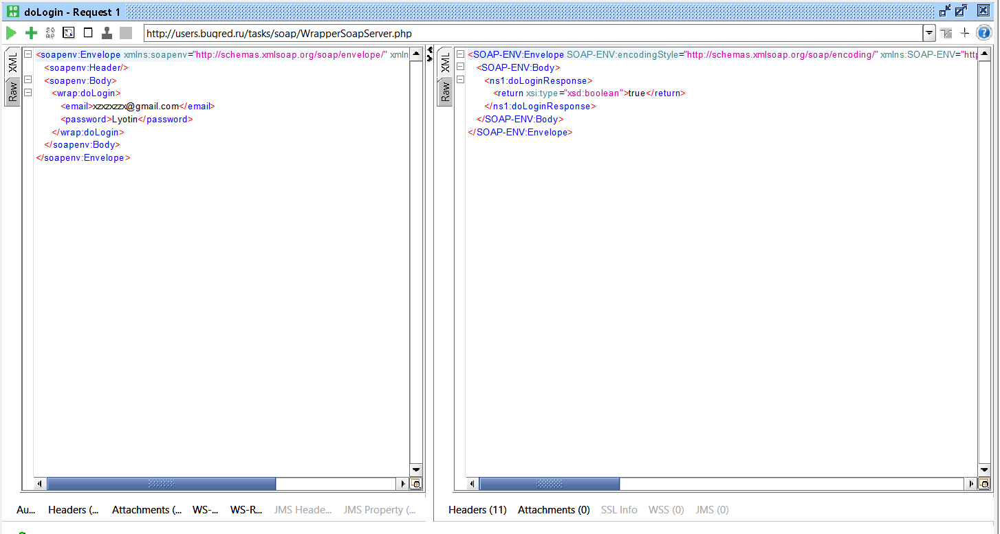 doLogin - Request 1
http://users.bugred.ru/tasks/soap/WrapperSoapServer.php
XML
Raw
<soapenv:Envelope xmlns:soapenv="http://schemas.xmlsoap.org/soap/envelope/" xmln
<soapenv:Header/>
<soapenv:Body>
<wrap:doLogin>
<email>xzxzxzzx@gmail.com</email>
<password>Lyotin</password>
</wrap:doLogin>
</soapenv:Body>
</soapenv:Envelope>
XML
Raw
<SOAP-ENV:Envelope SOAP-ENV:encodingStyle="http://schemas.xmlsoap.org/soap/encoding/" xmlns:SOAP-ENV="http
<SOAP-ENV:Body>
<ns1:doLoginResponse>
<return xsi:type="xsd:boolean">true</return>
</ns1:doLoginResponse>
</SOAP-ENV:Body>
</SOAP-ENV:Envelope>
Au... Headers (... Attachments (... WS-... WS-R... JMS Heade... JMS Property (...
Headers (11) Attachments (0) SSL Info WSS (0) JMS (0)